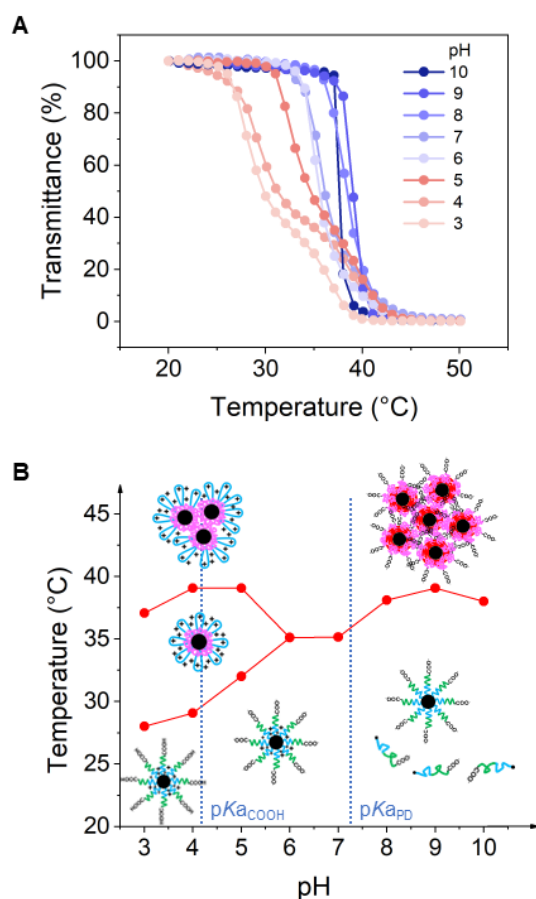 A
Transmittance (%)
100
80
60
40
20
0
pH
10
9
8
7
6
5
4
3
20 30 40 50
Temperature (°C)
B
Temperature (°C)
45
40
35
30
25
20
pKaCOOH
pKaPD
3 4 5 6 7 8 9 10
pH